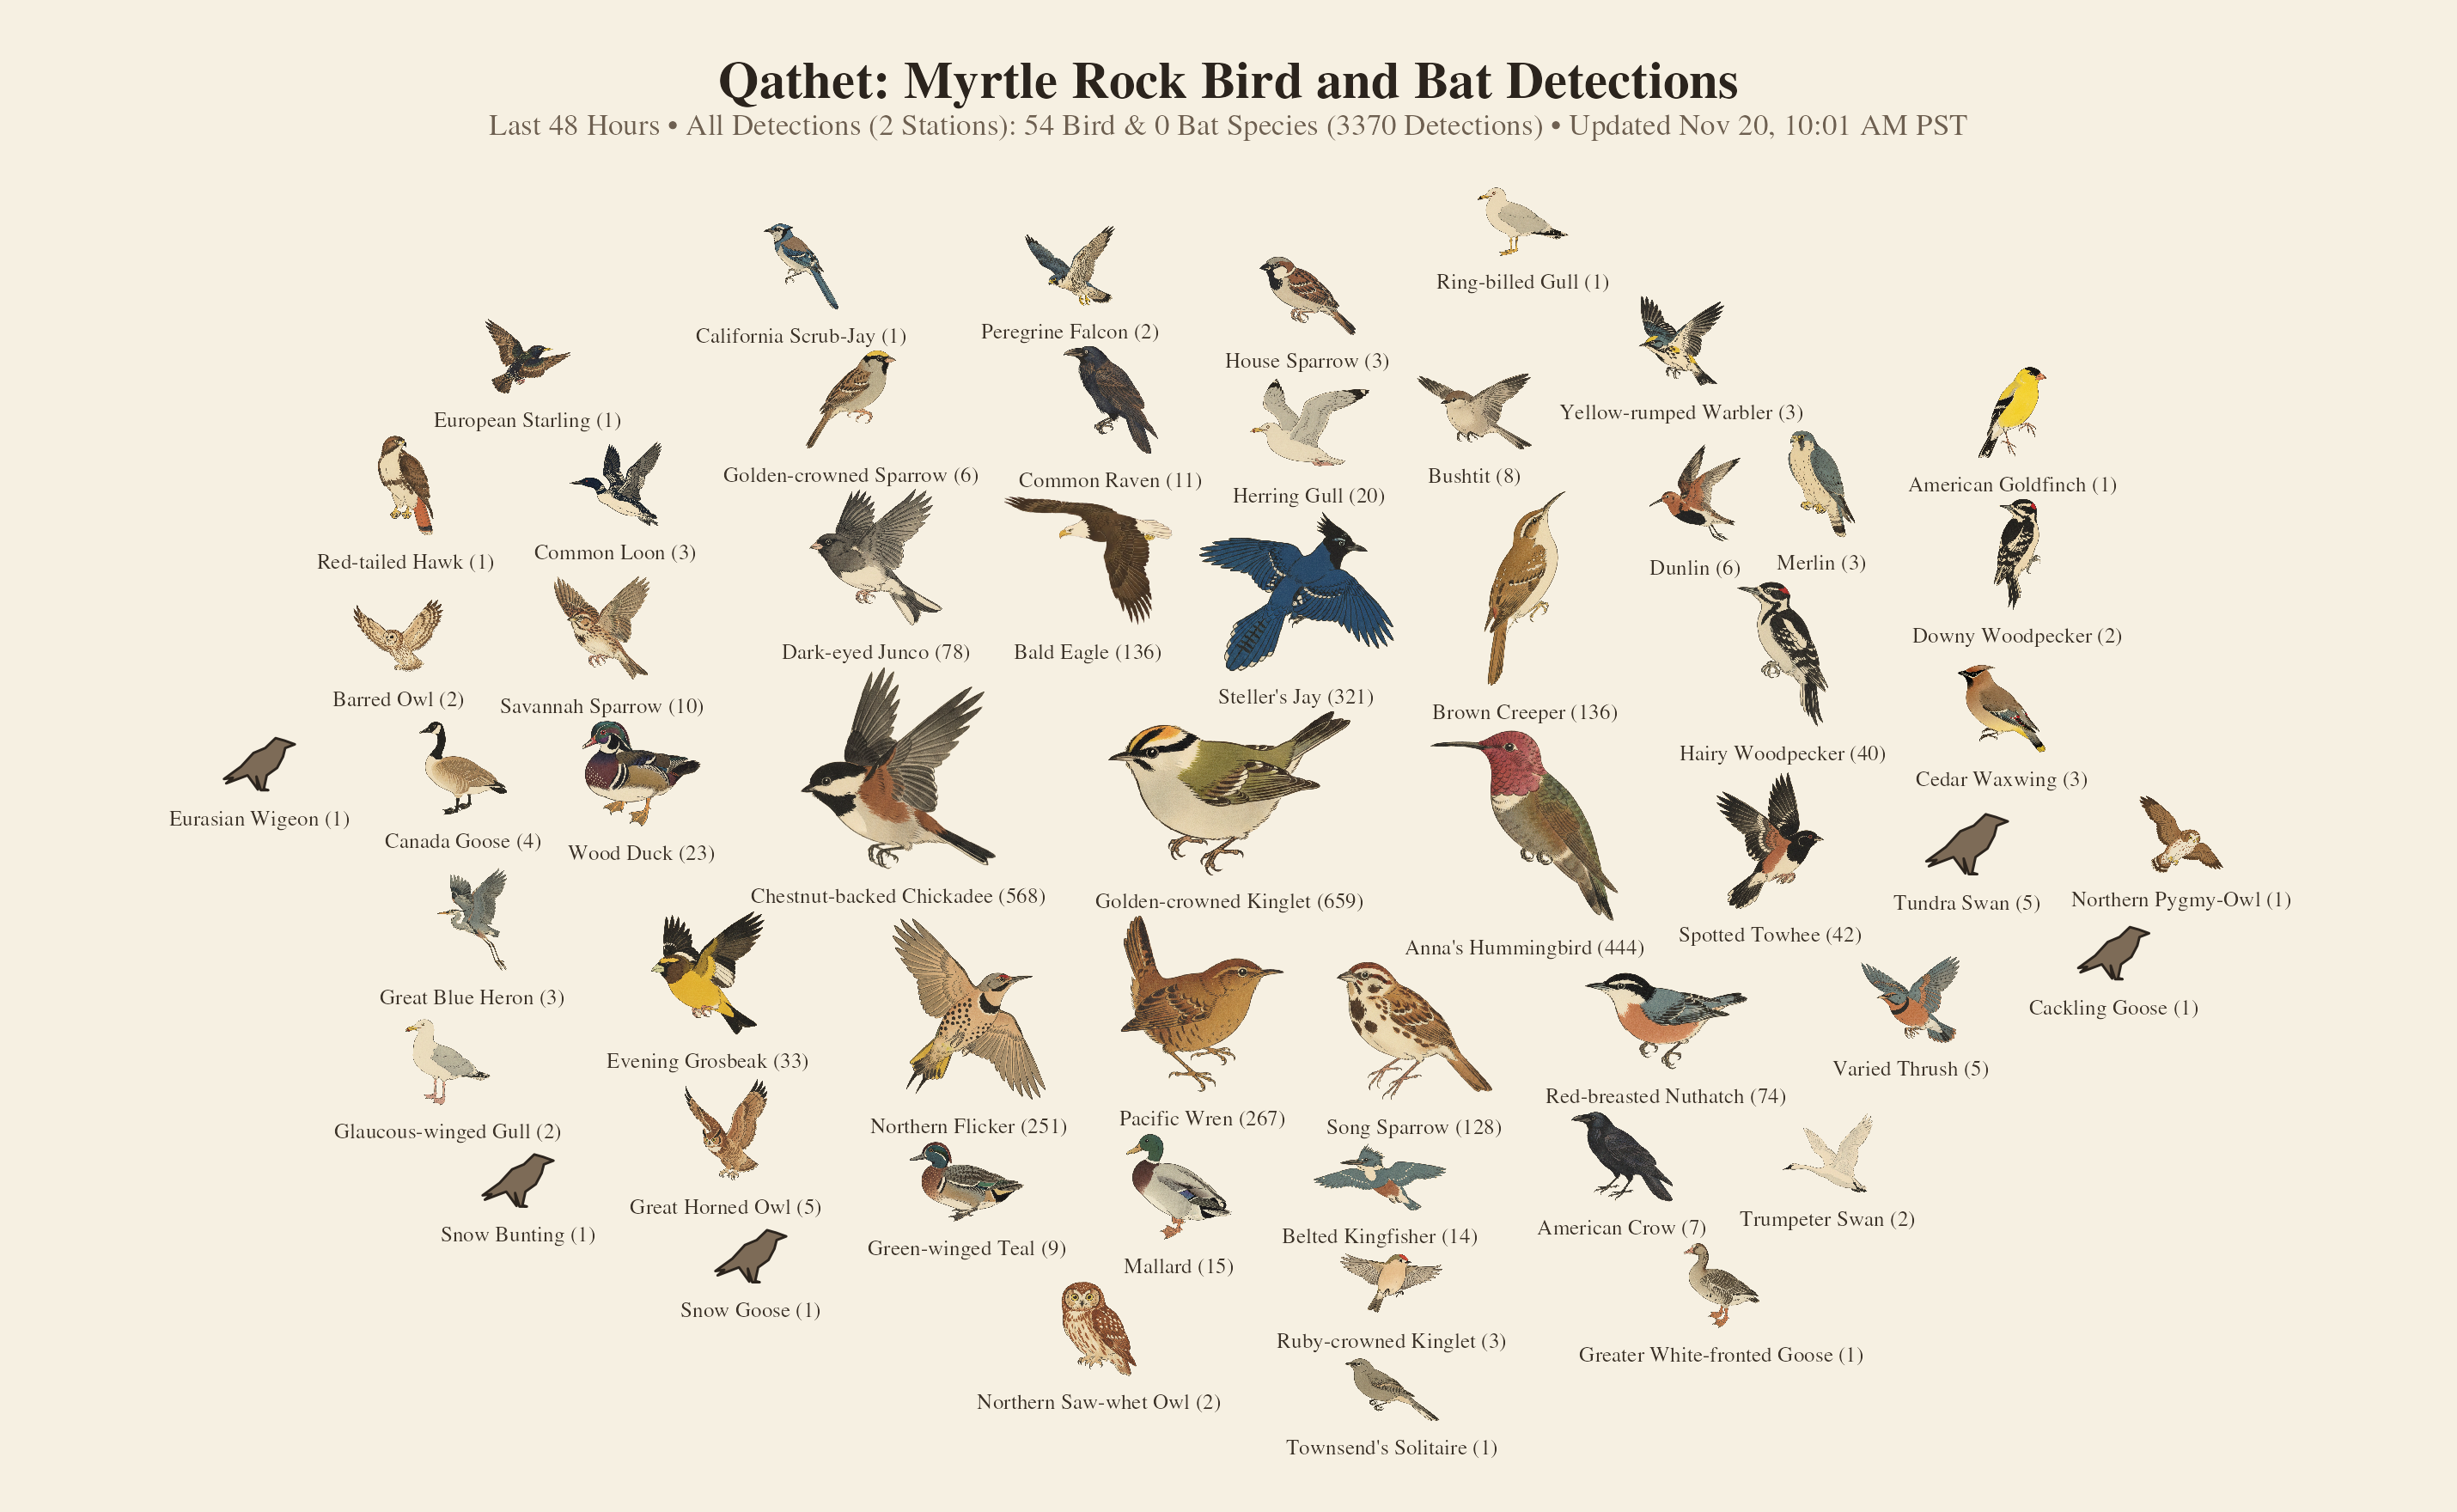 Qathet: Myrtle Rock Bird and Bat Detections
Last 48 Hours • All Detections (2 Stations): 54 Bird & 0 Bat Species (3370 Detections) • Updated Nov 20, 10:01 AM PST
Ring-billed Gull (1)
California Scrub-Jay (1)
Peregrine Falcon (2)
House Sparrow (3)
European Starling (1)
Yellow-rumped Warbler (3)
Golden-crowned Sparrow (6)
Common Raven (11)
Herring Gull (20)
Bushtit (8)
American Goldfinch (1)
Red-tailed Hawk (1)
Common Loon (3)
Dunlin (6)
Merlin (3)
Dark-eyed Junco (78)
Bald Eagle (136)
Steller's Jay (321)
Brown Creeper (136)
Downy Woodpecker (2)
Barred Owl (2)
Savannah Sparrow (10)
Hairy Woodpecker (40)
Cedar Waxwing (3)
Eurasian Wigeon (1)
Canada Goose (4)
Wood Duck (23)
Chestnut-backed Chickadee (568)
Golden-crowned Kinglet (659)
Anna's Hummingbird (444)
Spotted Towhee (42)
Tundra Swan (5)
Northern Pygmy-Owl (1)
Great Blue Heron (3)
Cackling Goose (1)
Evening Grosbeak (33)
Varied Thrush (5)
Northern Flicker (251)
Pacific Wren (267)
Song Sparrow (128)
Red-breasted Nuthatch (74)
Glaucous-winged Gull (2)
Great Horned Owl (5)
Snow Bunting (1)
Green-winged Teal (9)
Mallard (15)
Belted Kingfisher (14)
American Crow (7)
Trumpeter Swan (2)
Snow Goose (1)
Ruby-crowned Kinglet (3)
Greater White-fronted Goose (1)
Northern Saw-whet Owl (2)
Townsend's Solitaire (1)